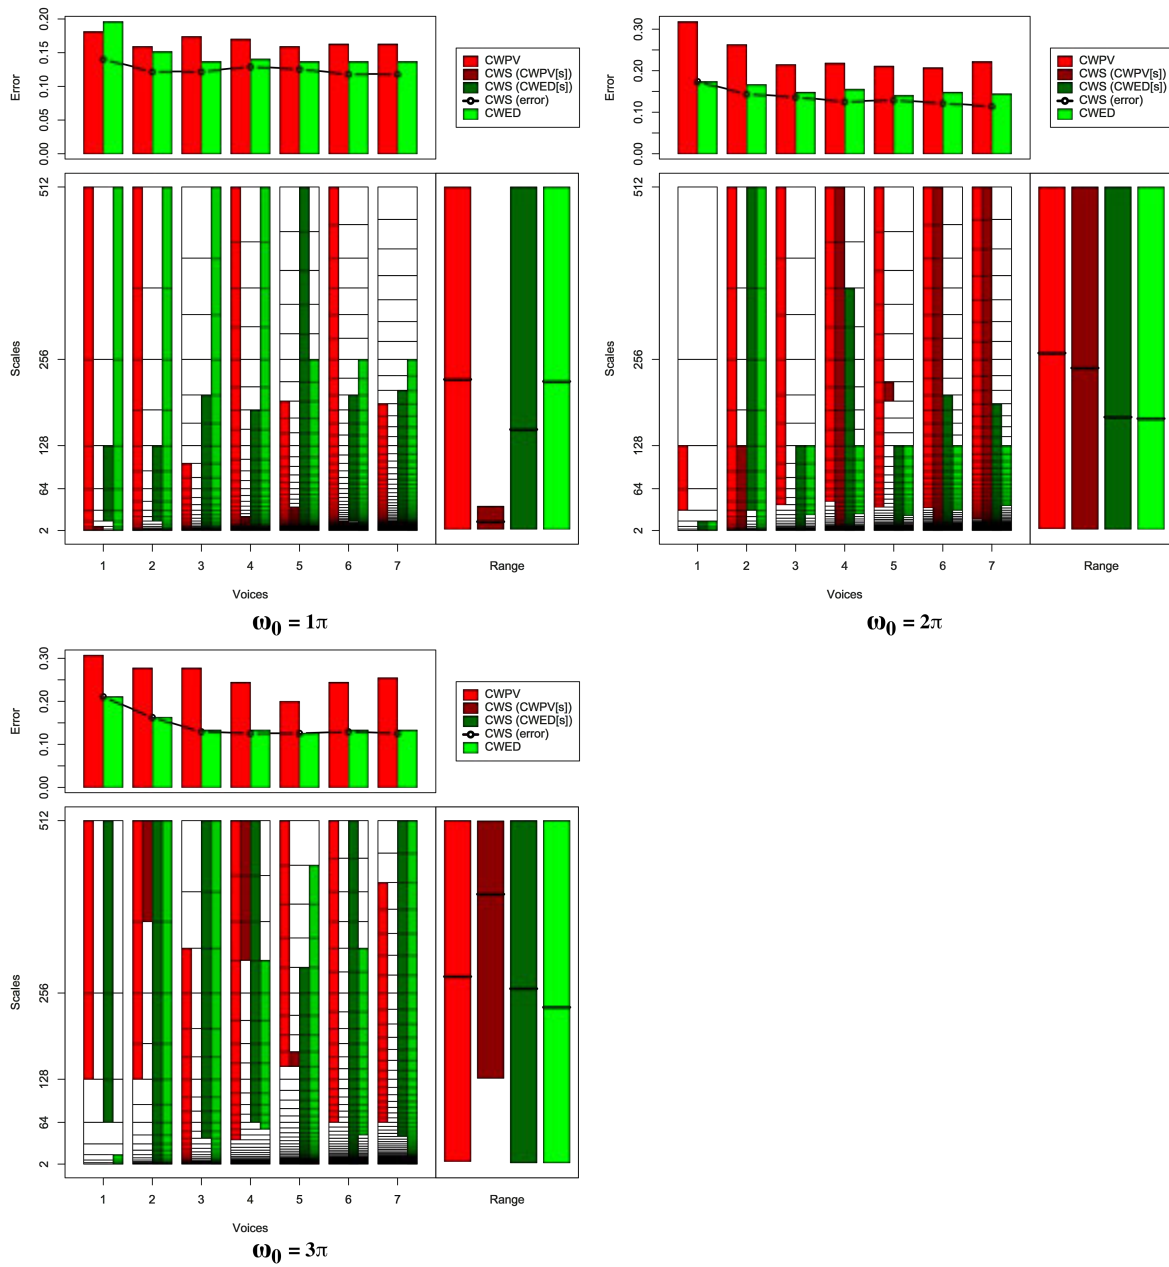 Error
0.00 0.05 0.10 0.15 0.20
CWPV
CWS (CWPV[s])
CWS (CWED[s])
CWS (error)
CWED
Scales
512
256
128
64
2
1 2 3 4 5 6 7
Range
Voices
ω0 = 1π
Error
0.00 0.10 0.20 0.30
CWPV
CWS (CWPV[s])
CWS (CWED[s])
CWS (error)
CWED
Scales
512
256
128
64
2
1 2 3 4 5 6 7
Range
Voices
ω0 = 2π
Error
0.00 0.10 0.20 0.30
CWPV
CWS (CWPV[s])
CWS (CWED[s])
CWS (error)
CWED
Scales
512
256
128
64
2
1 2 3 4 5 6 7
Range
Voices
ω0 = 3π